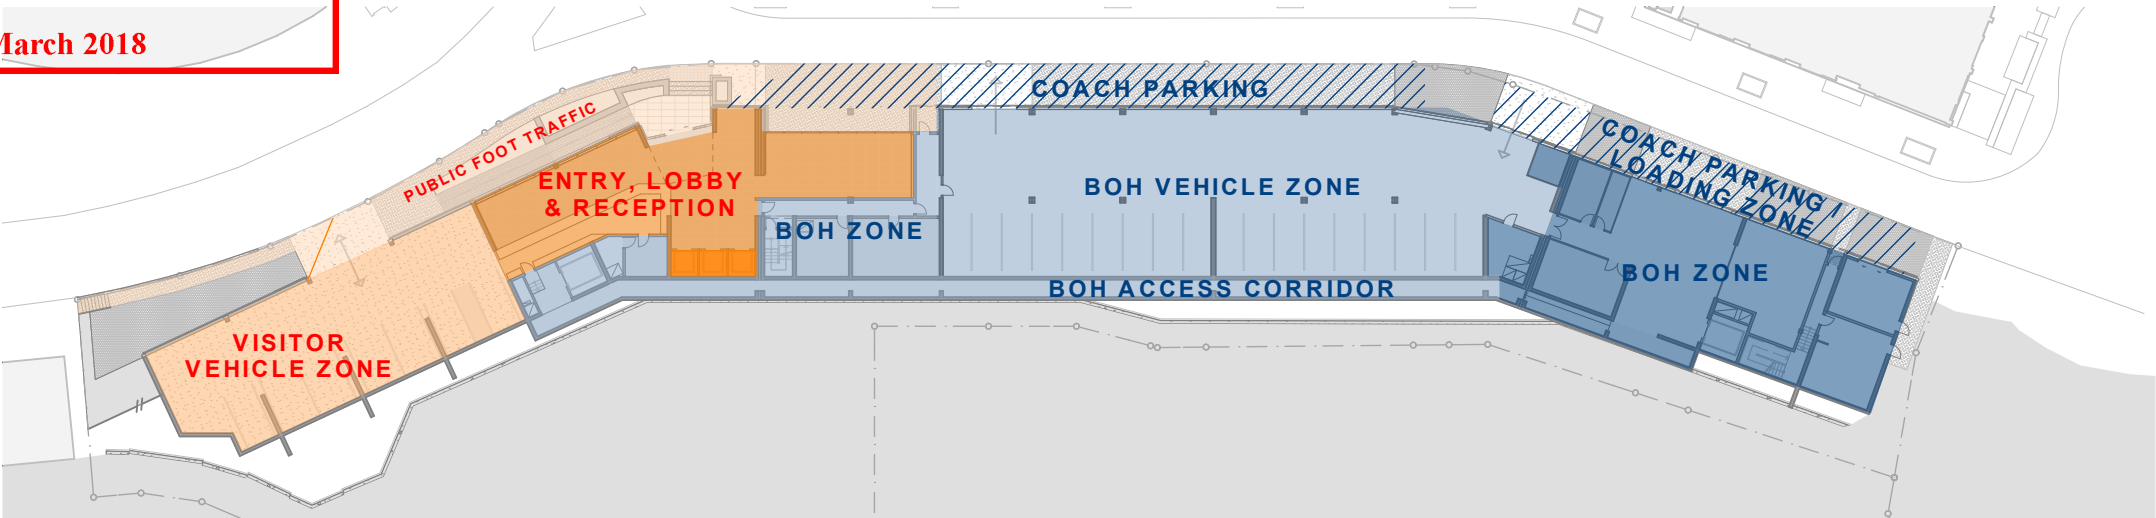 March 2018
COACH PARKING
PUBLIC FOOT TRAFFIC
COACH PARKING /
LOADING ZONE
ENTRY, LOBBY
& RECEPTION
BOH VEHICLE ZONE
BOH ZONE
BOH ZONE
BOH ACCESS CORRIDOR
VISITOR
VEHICLE ZONE